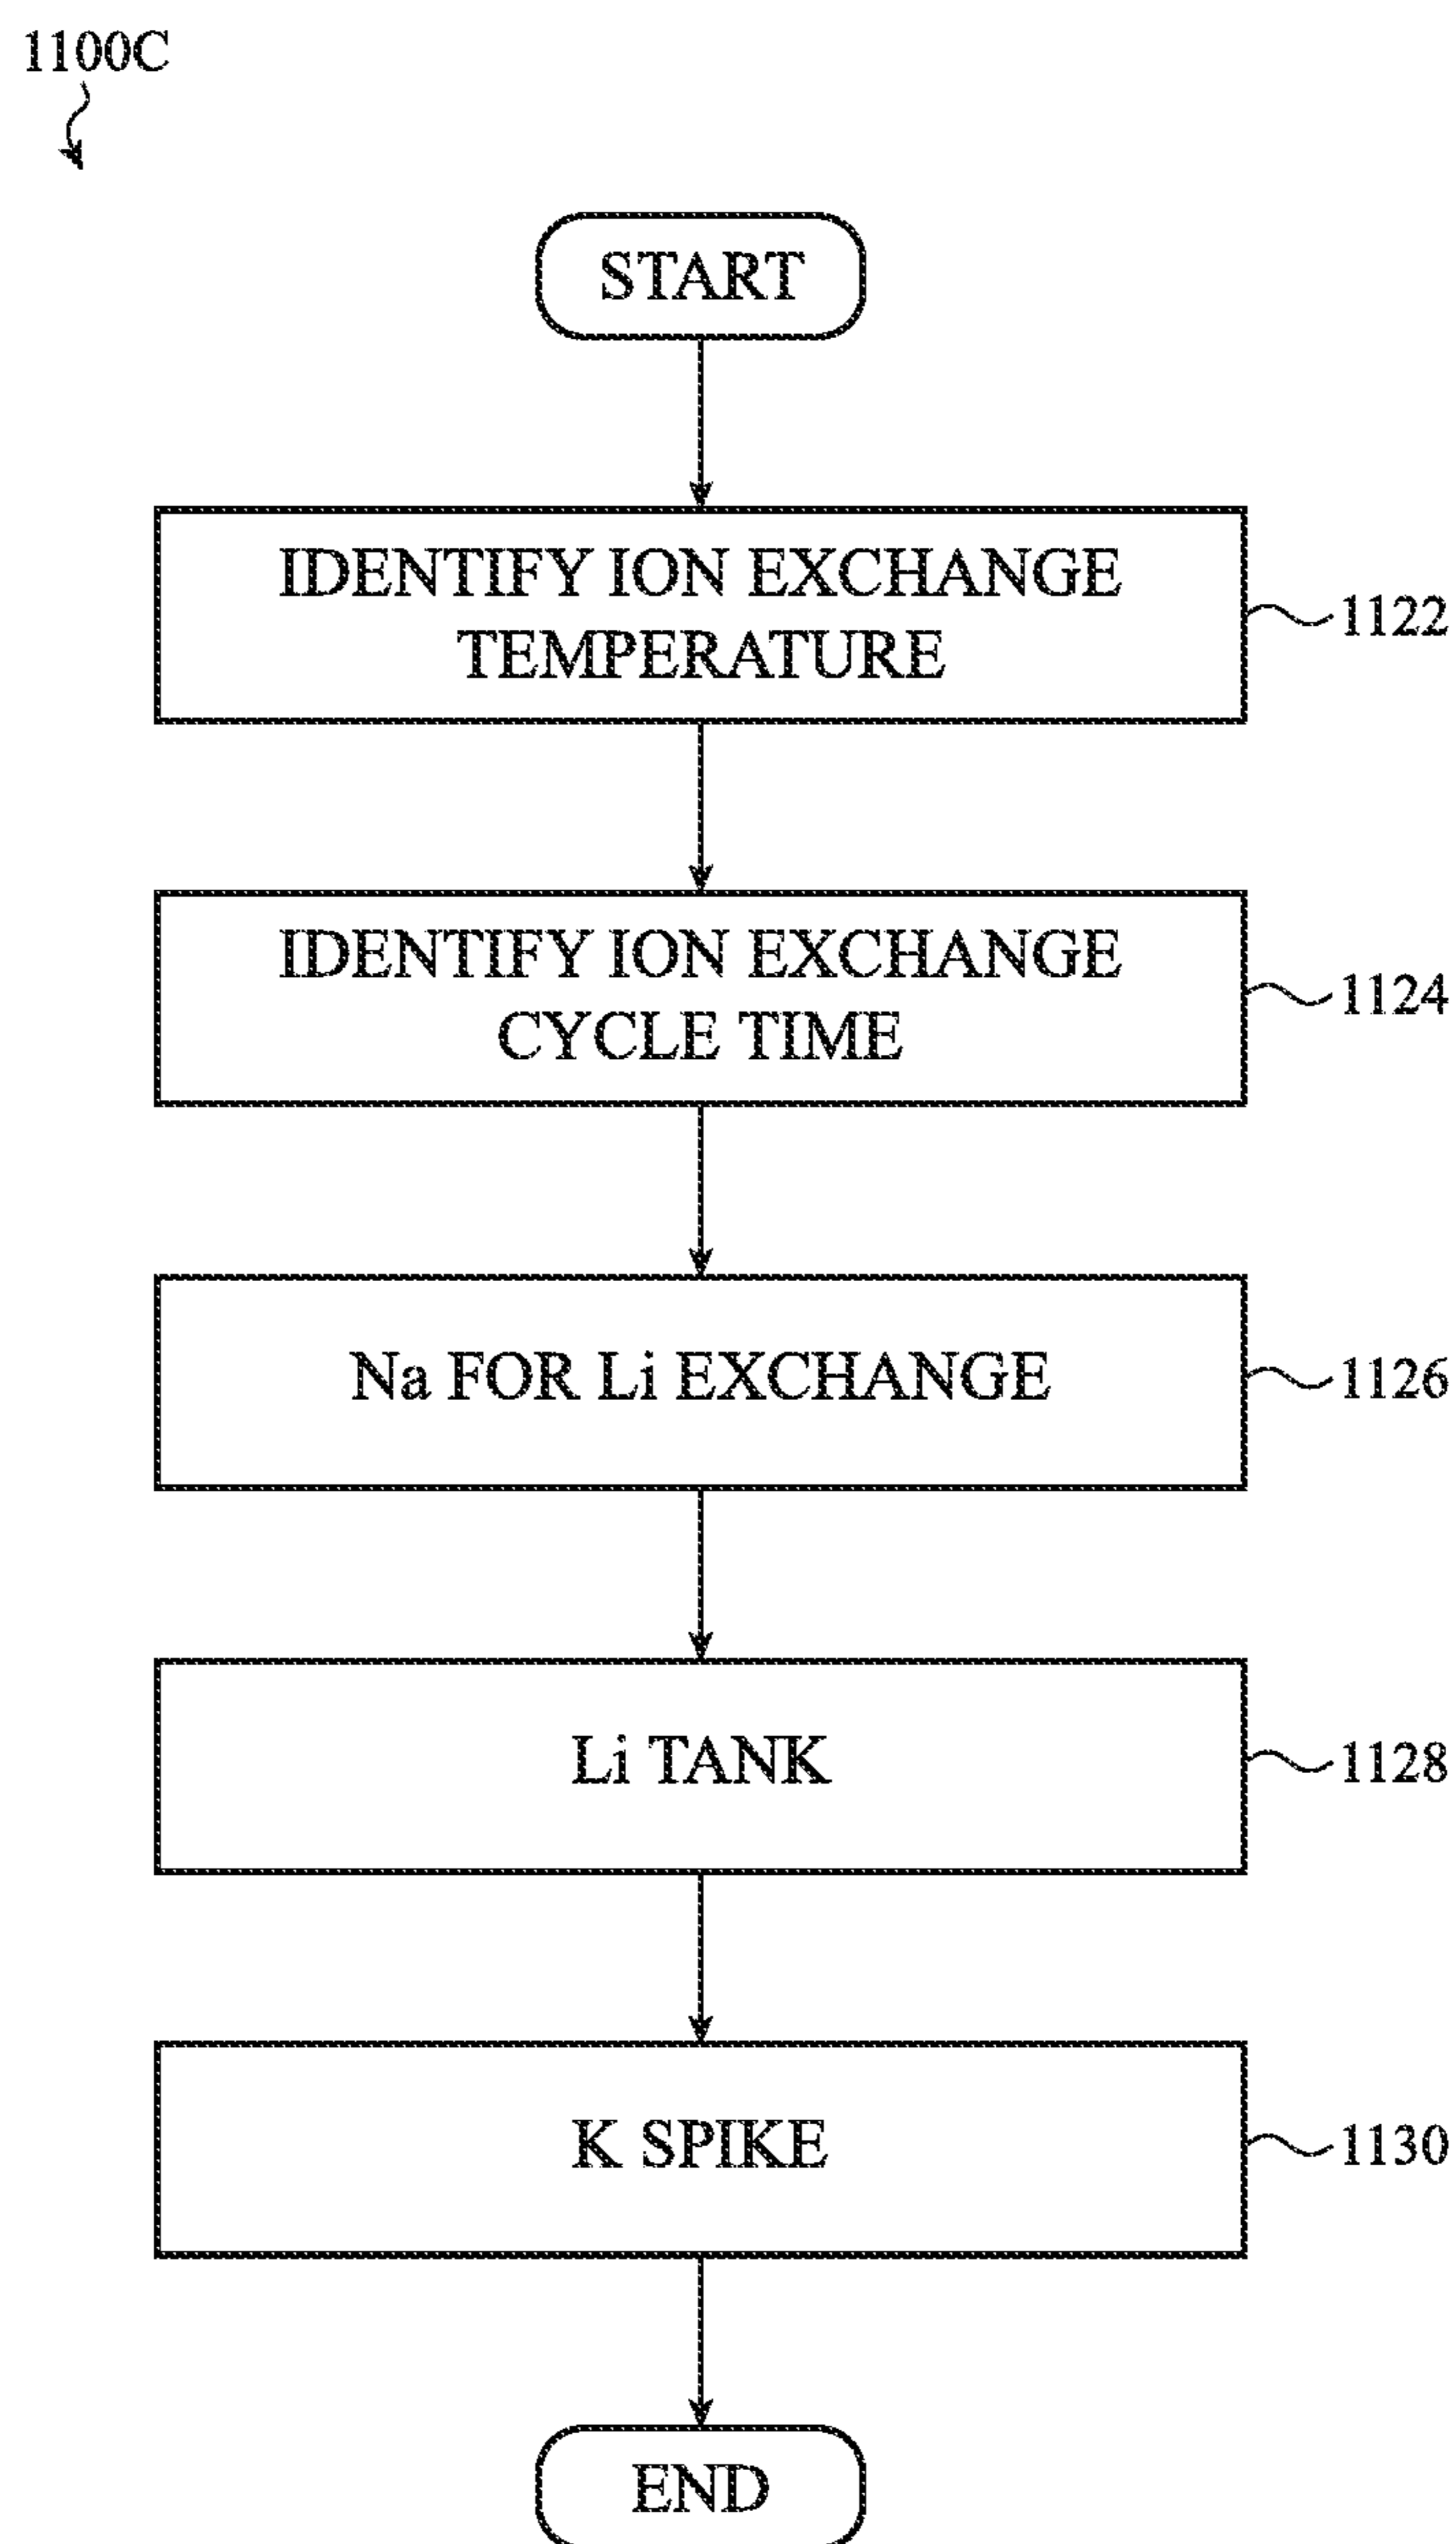 1100C
START
IDENTIFY ION EXCHANGE
TEMPERATURE
1122
IDENTIFY ION EXCHANGE
CYCLE TIME
1124
Na FOR Li EXCHANGE
1126
Li TANK
1128
K SPIKE
1130
END